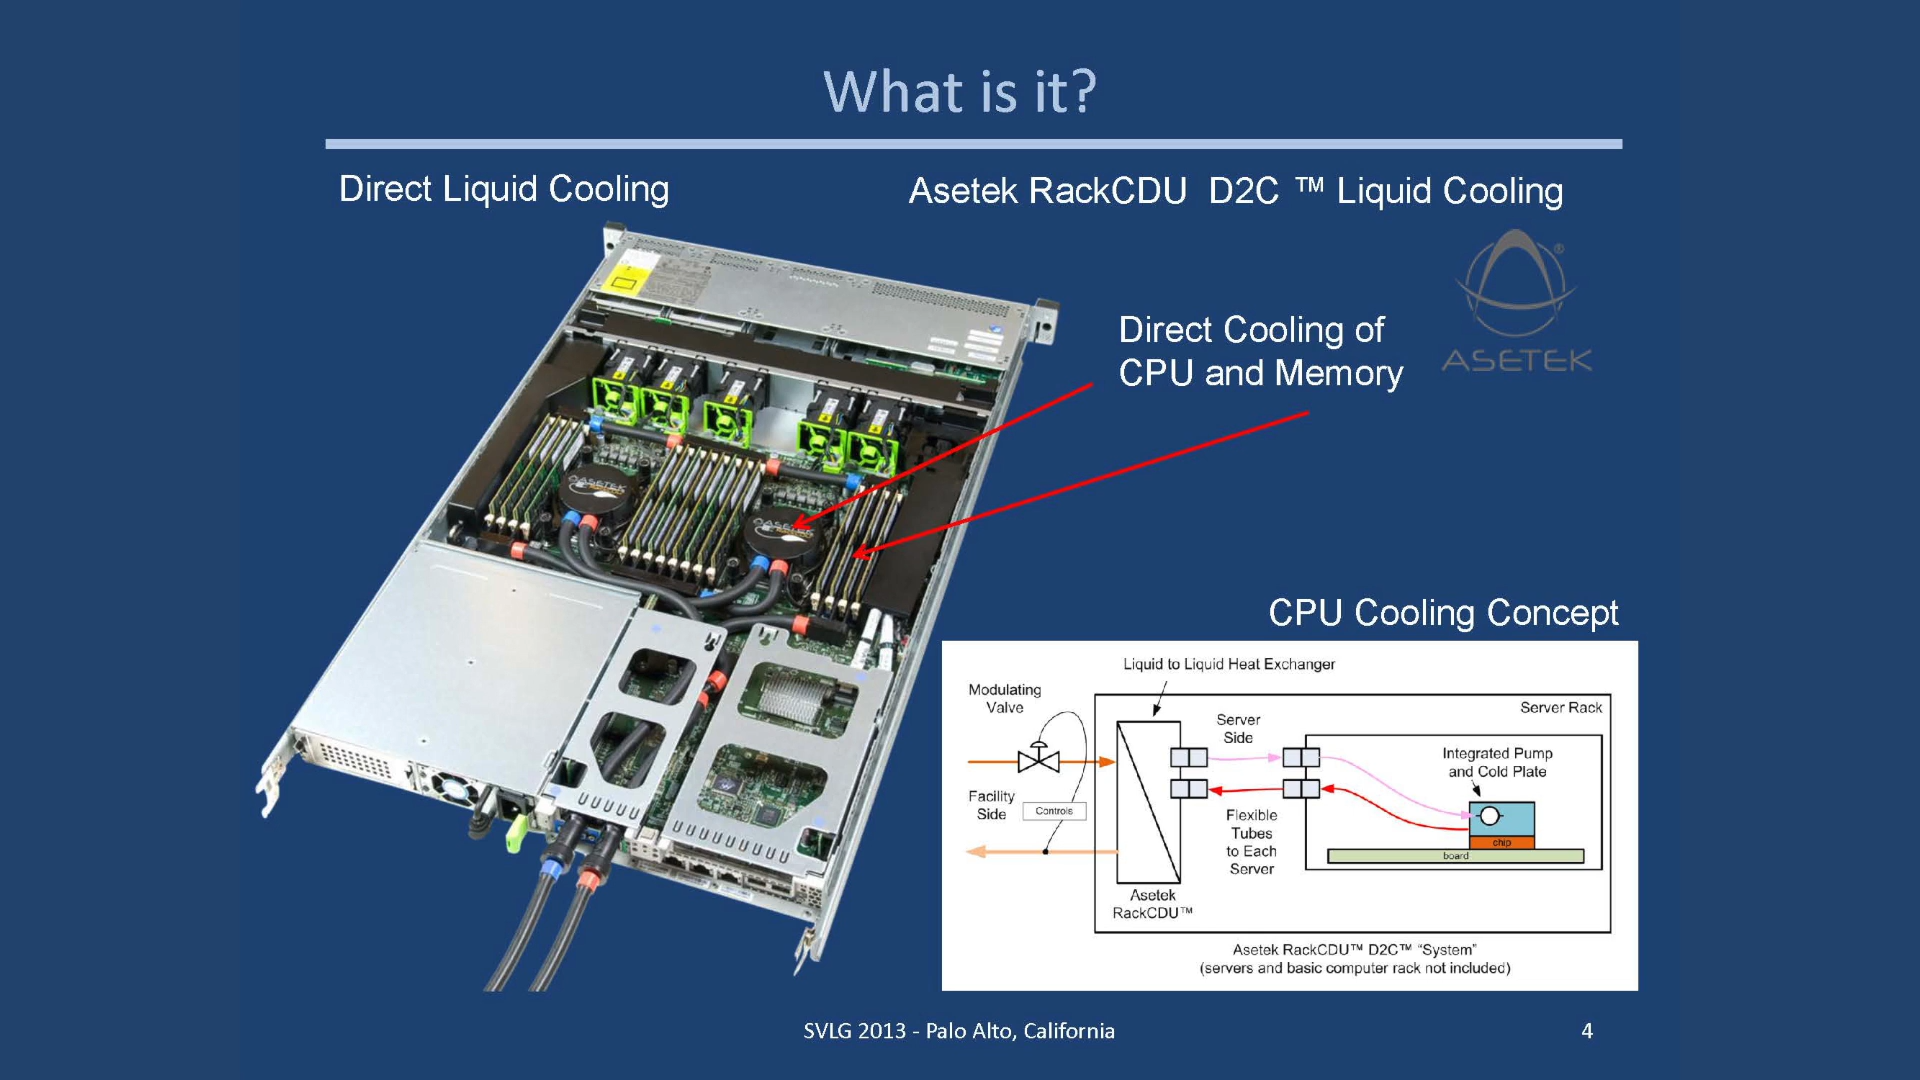 What is it?
Direct Liquid Cooling
Asetek RackCDU D2C ™ Liquid Cooling
®
ASETEK
Direct Cooling of
CPU and Memory
ASETEK
ASETEK
CPU Cooling Concept
Liquid to Liquid Heat Exchanger
Modulating
Valve
Server Rack
Server
Side
Integrated Pump
and Cold Plate
Facility
Side
Controls
Flexible
Tubes
to Each
Server
chip
board
Asetek
RackCDU™
Asetek RackCDU™ D2C™ “System”
(servers and basic computer rack not included)
SVLG 2013 - Palo Alto, California
4